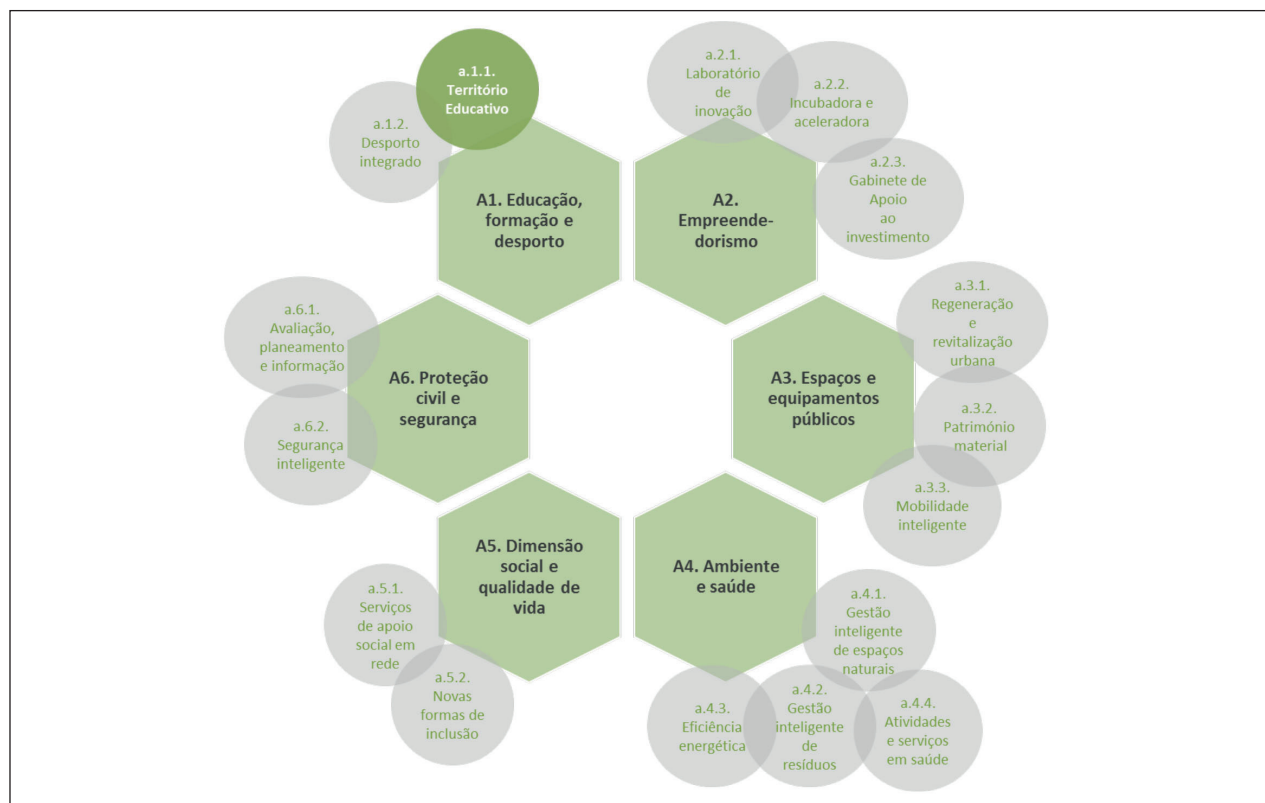 a.1.1.
Território
Educativo
a.1.2.
Desporto
integrado
A1. Educação,
formação e
desporto
a.2.1.
Laboratório
de
inovação
a.2.2.
Incubadora e
aceleradora
a.2.3.
Gabinete de
Apoio
ao
investimento
A2.
Empreende-
dorismo
a.3.1.
Regeneração
e
revitalização
urbana
a.3.2.
Património
material
a.3.3.
Mobilidade
inteligente
A3. Espaços e
equipamentos
públicos
A4. Ambiente
e saúde
a.4.1.
Gestão
inteligente
de espaços
naturais
a.4.2.
Gestão
inteligente
de
resíduos
a.4.3.
Eficiência
energética
a.4.4.
Atividades
e serviços
em saúde
A5. Dimensão
social e
qualidade de
vida
a.5.1.
Serviços
de apoio
social em
rede
a.5.2.
Novas
formas de
inclusão
A6. Proteção
civil e
segurança
a.6.1.
Avaliação,
planeamento
e informação
a.6.2.
Segurança
inteligente